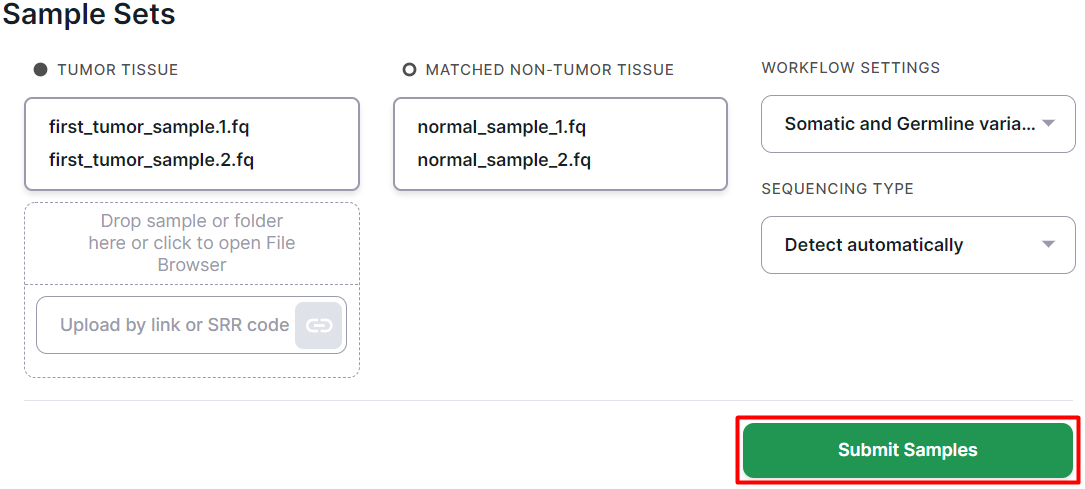 Sample Sets
TUMOR TISSUE
first_tumor_sample.1.fq
first_tumor_sample.2.fq
Drop sample or folder
here or click to open File
Browser
Upload by link or SRR code
MATCHED NON-TUMOR TISSUE
normal_sample_1.fq
normal_sample_2.fq
WORKFLOW SETTINGS
Somatic and Germline varia...
SEQUENCING TYPE
Detect automatically
Submit Samples